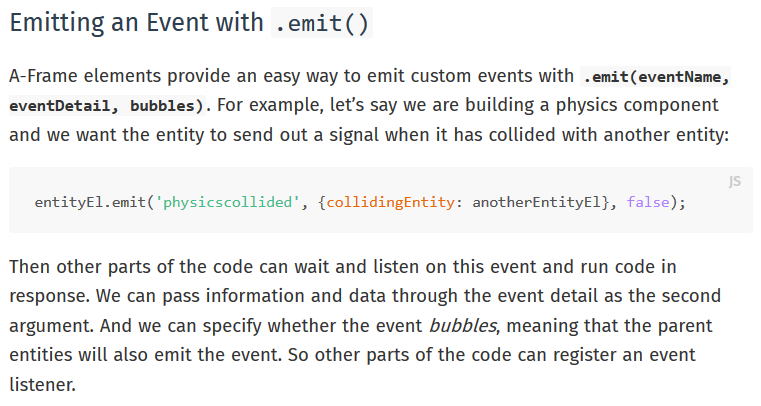 Emitting an Event with .emit()
A-Frame elements provide an easy way to emit custom events with .emit(eventName,
eventDetail, bubbles). For example, let’s say we are building a physics component
and we want the entity to send out a signal when it has collided with another entity:
JS
entityEl.emit('physicscollided', {collidingEntity: anotherEntityEl}, false);
Then other parts of the code can wait and listen on this event and run code in
response. We can pass information and data through the event detail as the second
argument. And we can specify whether the event bubbles, meaning that the parent
entities will also emit the event. So other parts of the code can register an event
listener.